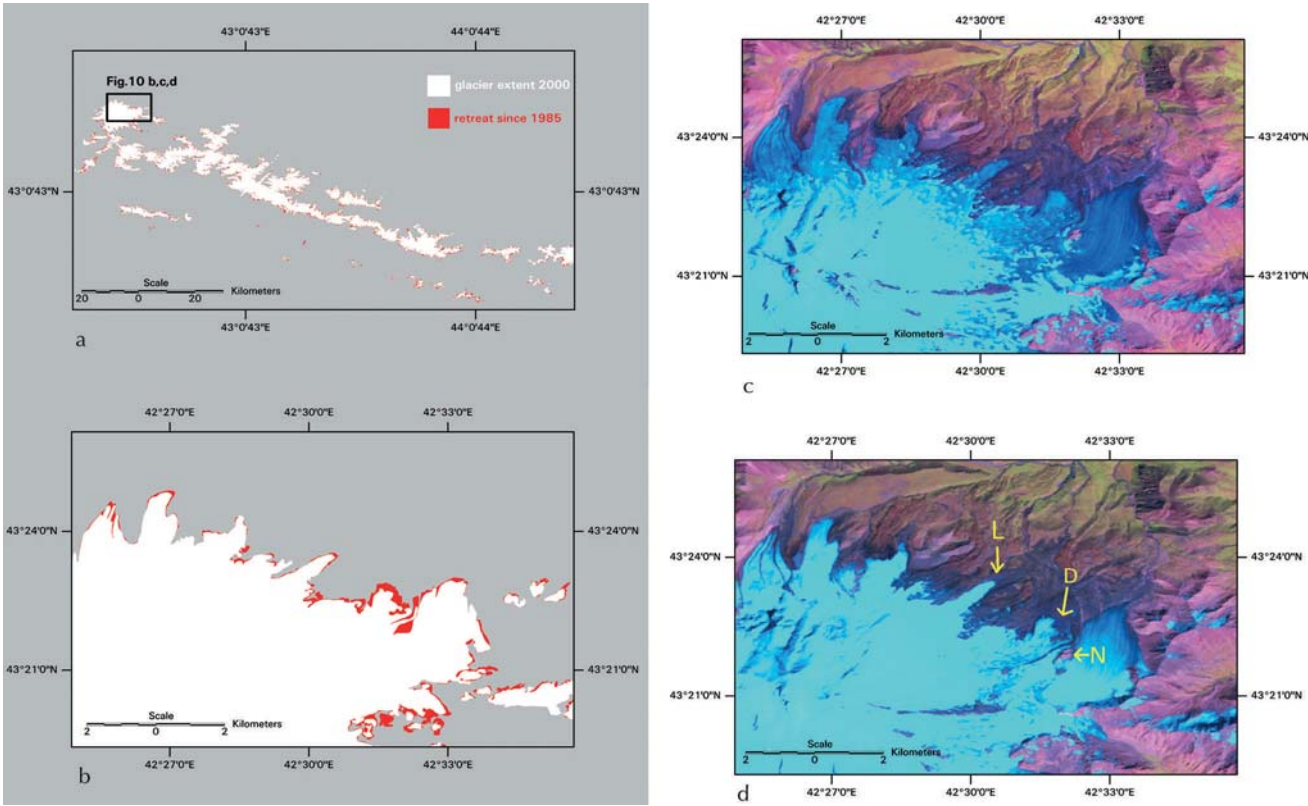 43°0'43"E 44°0'44"E
Fig.10 b,c,d
glacier extent 2000
retreat since 1985
43°0'43"N 43°0'43"N
Scale
20 0 20 Kilometers
43°0'43"E 44°0'44"E
a
42°27'0"E 42°30'0"E 42°33'0"E
43°24'0"N 43°24'0"N
43°21'0"N 43°21'0"N
Scale
2 0 2 Kilometers
42°27'0"E 42°30'0"E 42°33'0"E
b
42°27'0"E 42°30'0"E 42°33'0"E
43°24'0"N 43°24'0"N
43°21'0"N 43°21'0"N
Scale
2 0 2 Kilometers
42°27'0"E 42°30'0"E 42°33'0"E
c
42°27'0"E 42°30'0"E 42°33'0"E
L
43°24'0"N 43°24'0"N
D
N
43°21'0"N 43°21'0"N
Scale
2 0 2 Kilometers
42°27'0"E 42°30'0"E 42°33'0"E
d